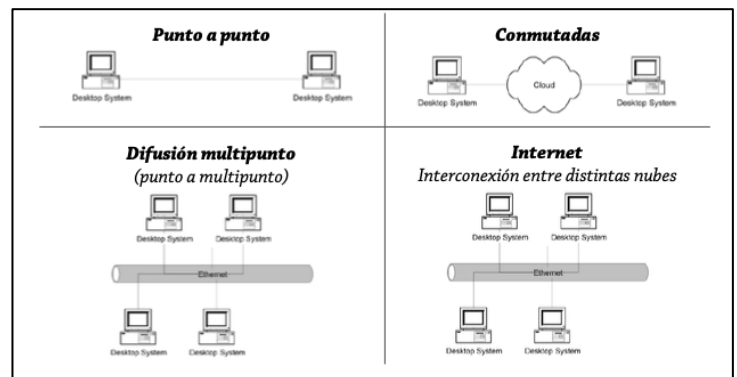 Punto a punto
Desktop System
Desktop System
Conmutadas
Cloud
Desktop System
Desktop System
Difusión multipunto
(punto a multipunto)
Desktop System
Desktop System
Ethernet
Desktop System
Desktop System
Internet
Interconexión entre distintas nubes
Desktop System
Desktop System
Ethernet
Desktop System
Desktop System